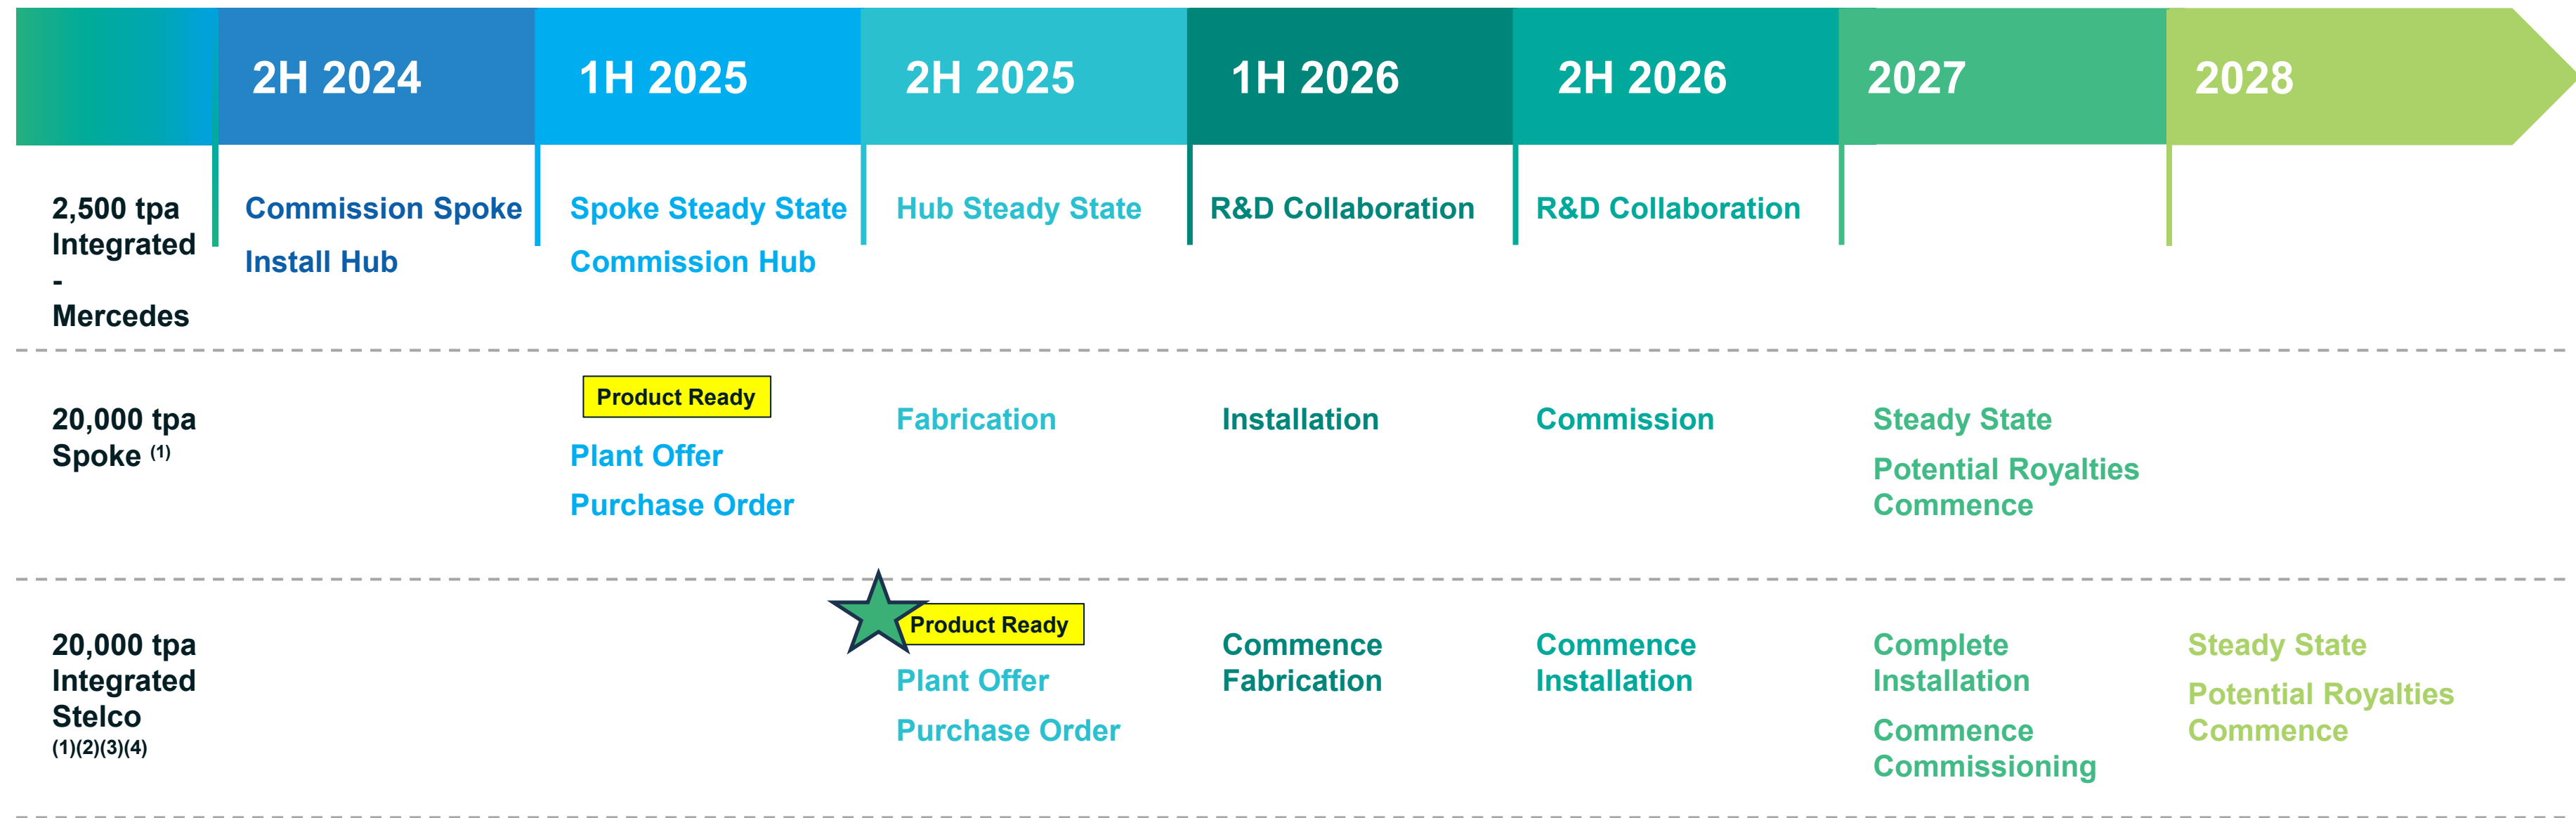 2H 2024
1H 2025
2H 2025
1H 2026
2H 2026
2027
2028
2,500 tpa
Integrated
-
Mercedes
Commission Spoke
Install Hub
Spoke Steady State
Commission Hub
Hub Steady State
R&D Collaboration
R&D Collaboration
20,000 tpa
Spoke (1)
Product Ready
Plant Offer
Purchase Order
Fabrication
Installation
Commission
Steady State
Potential Royalties
Commence
20,000 tpa
Integrated
Stelco
(1)(2)(3)(4)
Product Ready
Plant Offer
Purchase Order
Commence
Fabrication
Commence
Installation
Complete
Installation
Commence
Commissioning
Steady State
Potential Royalties
Commence